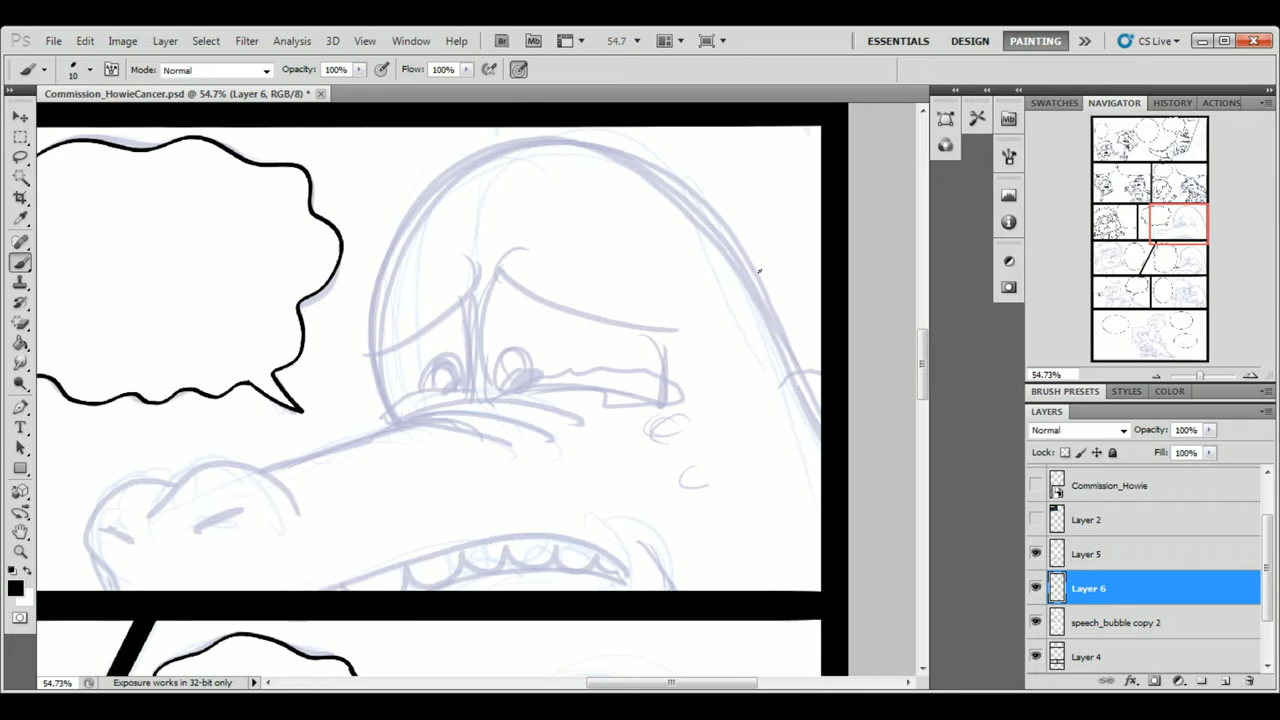 Ps File Edit Image Layer Select Filter Analysis 3D View Window Help Br Mb 54.7 ESSENTIALS DESIGN PAINTING CS Live
10 Mode: Normal Opacity: 100% Flow: 100%
Commission_HowieCancer.psd @ 54.7% (Layer 6, RGB/8) *
SWATCHES NAVIGATOR HISTORY ACTIONS
Mb
54.73%
BRUSH PRESETS STYLES COLOR
LAYERS
Normal Opacity: 100%
Lock: Fill: 100%
Commission_Howie
Layer 2
Layer 5
Layer 6
speech_bubble copy 2
Layer 4
54.73% Exposure works in 32-bit only